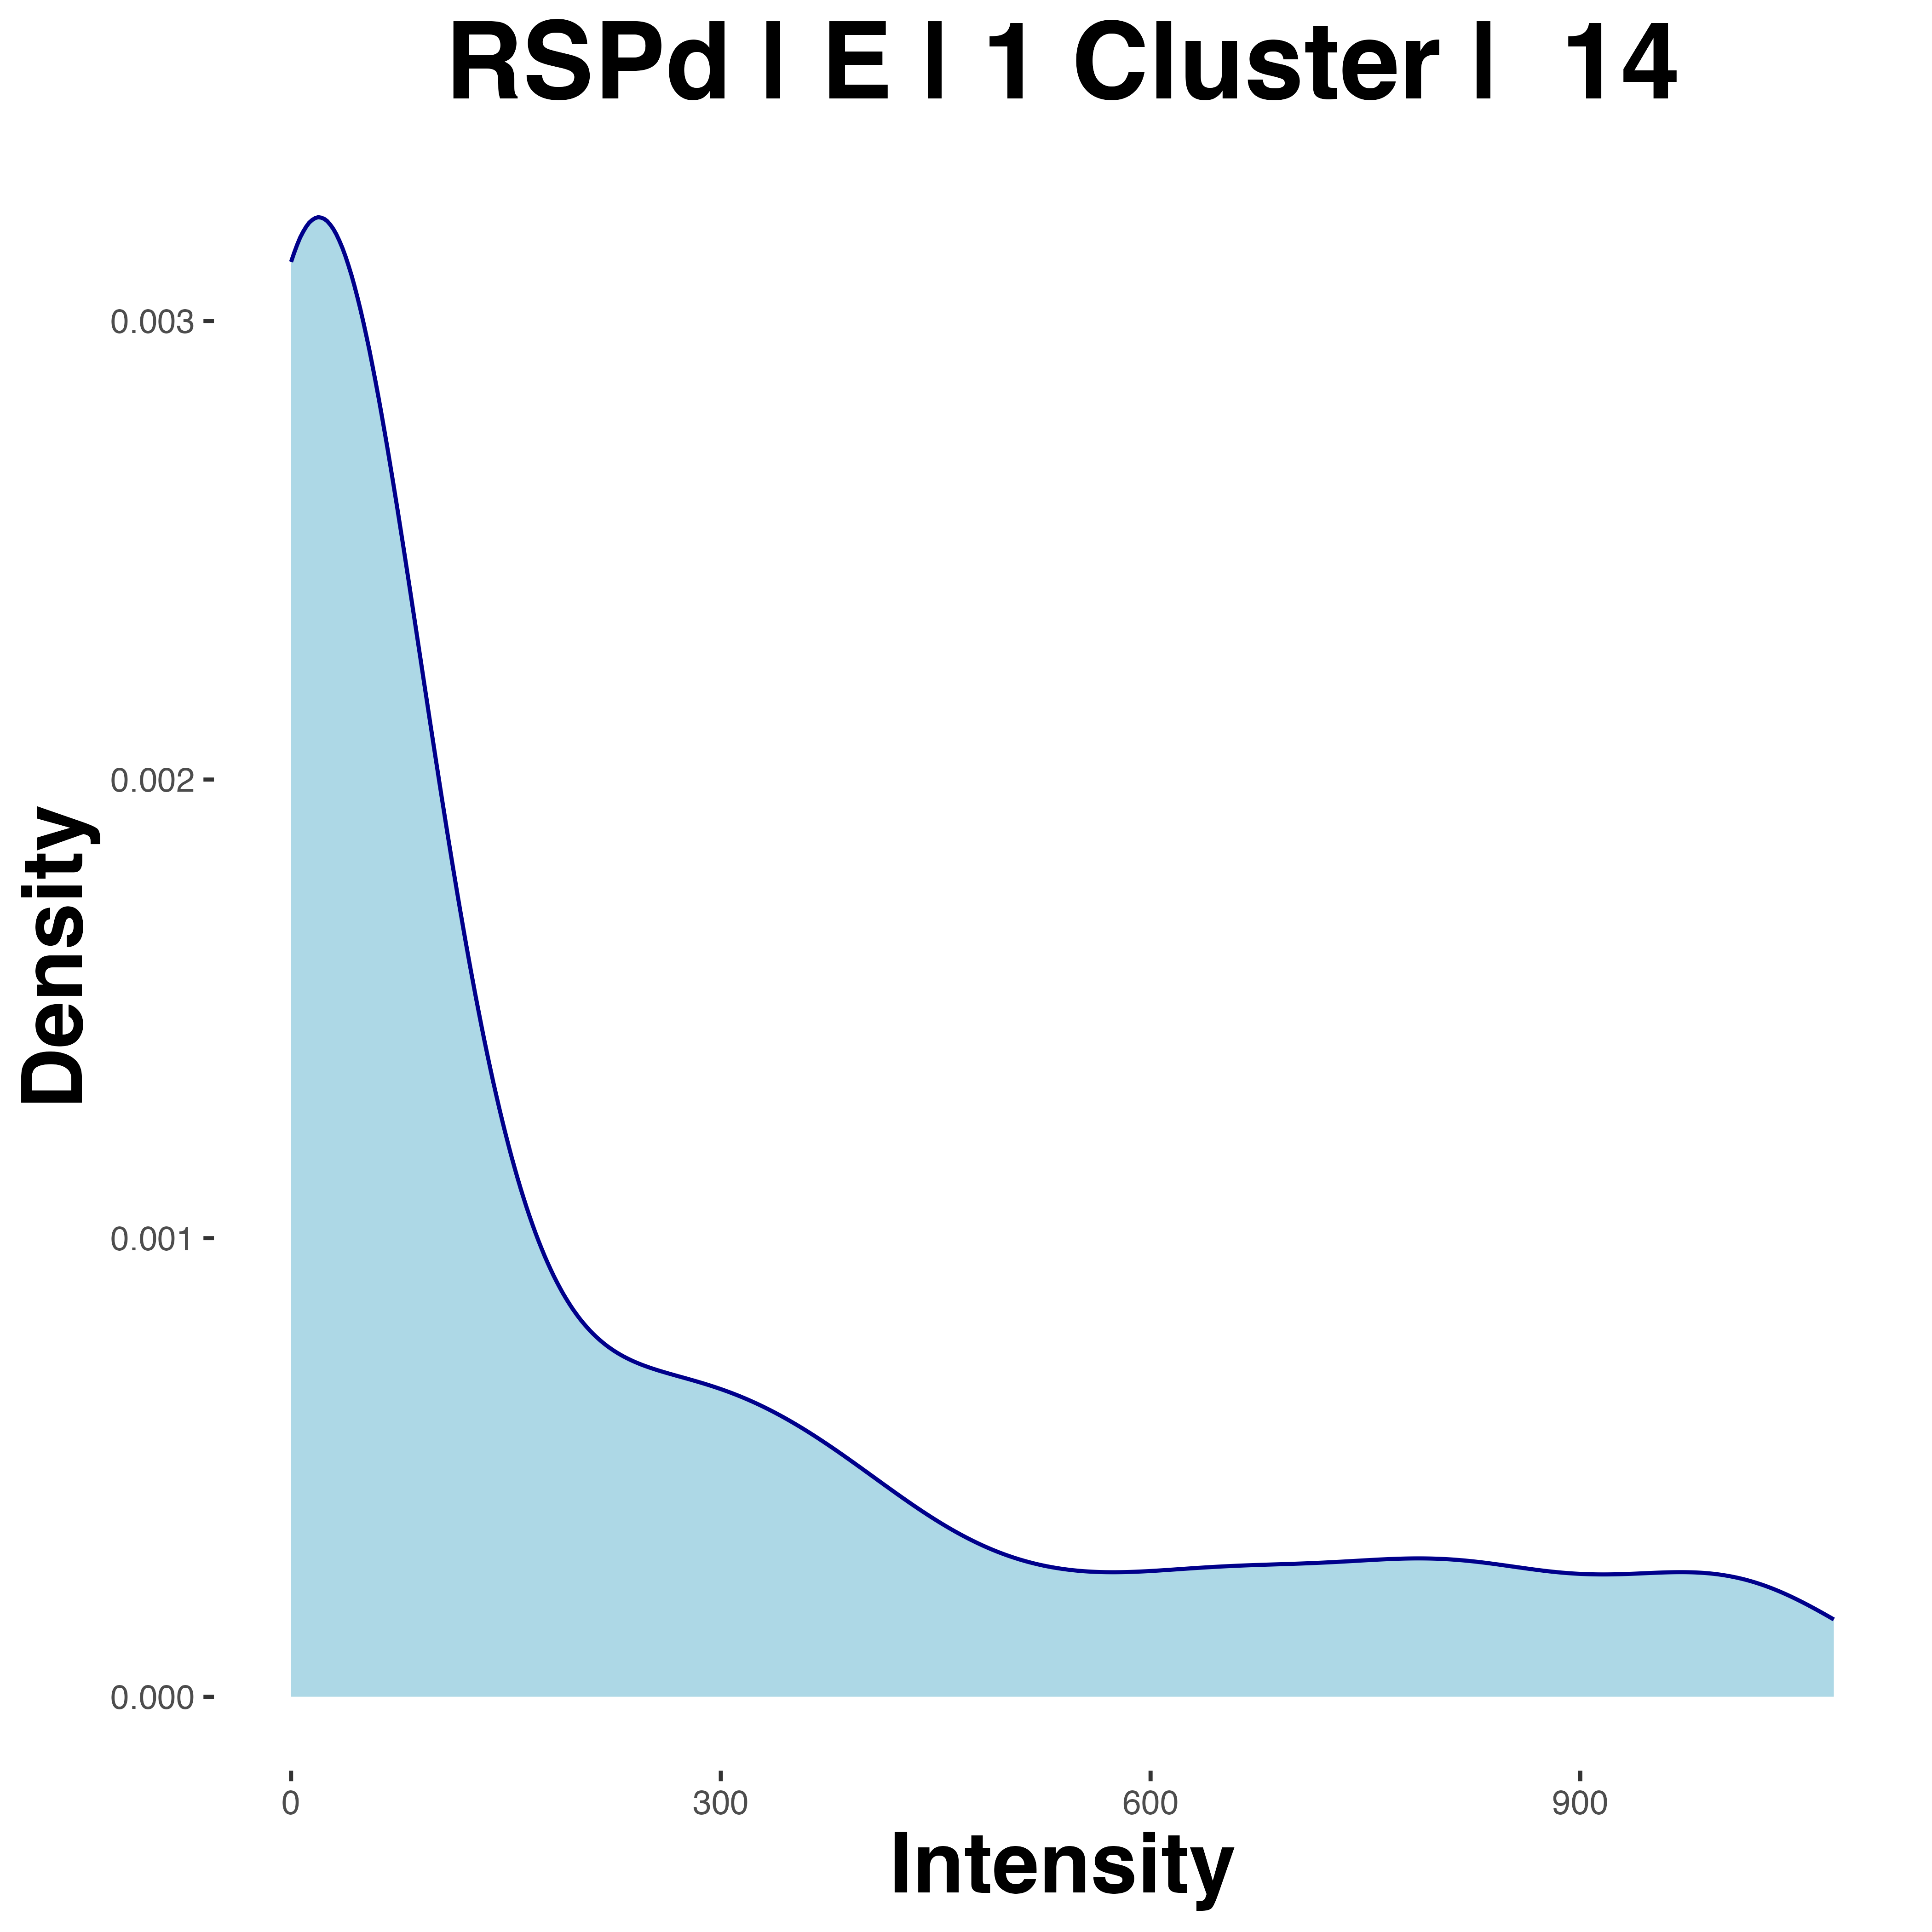 RSPd | E | 1 Cluster | 14
0.003
0.002
0.001
0.000
Density
0 300 600 900
Intensity